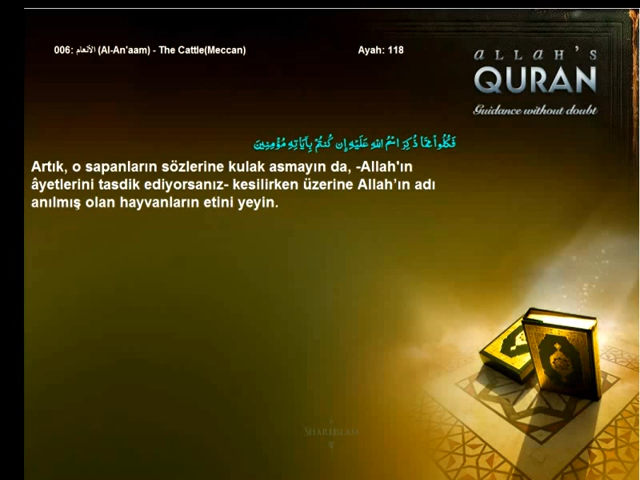 006: الأنعام (Al-An'aam) - The Cattle(Meccan) Ayah: 118
ALLAH'S
QURAN
Guidance without doubt
فَكُلُواْ مِمَّا ذُكِرَ اسْمُ اللّهِ عَلَيْهِ إِن كُنتُمْ بِآيَاتِهِ مُؤْمِنِينَ
Artık, o sapanların sözlerine kulak asmayın da, -Allah'ın
âyetlerini tasdik ediyorsanız- kesilirken üzerine Allah’ın adı
anılmış olan hayvanların etini yeyin.